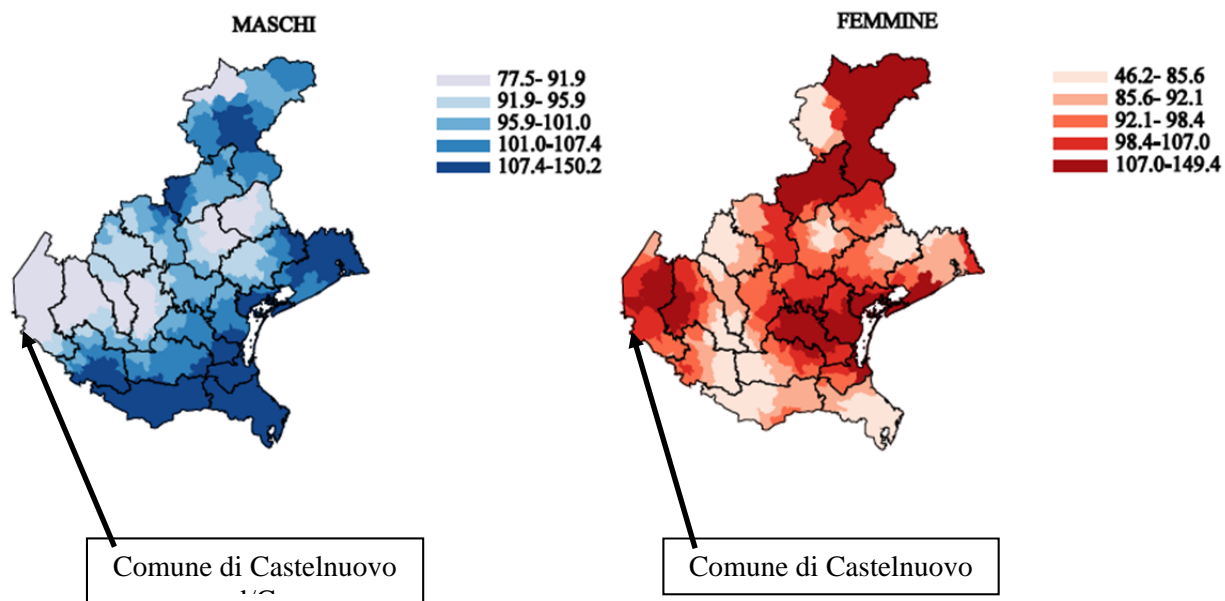 MASCHI
77.5- 91.9
91.9- 95.9
95.9-101.0
101.0-107.4
107.4-150.2
Comune di Castelnuovo
FEMMINE
46.2- 85.6
85.6- 92.1
92.1- 98.4
98.4-107.0
107.0-149.4
Comune di Castelnuovo